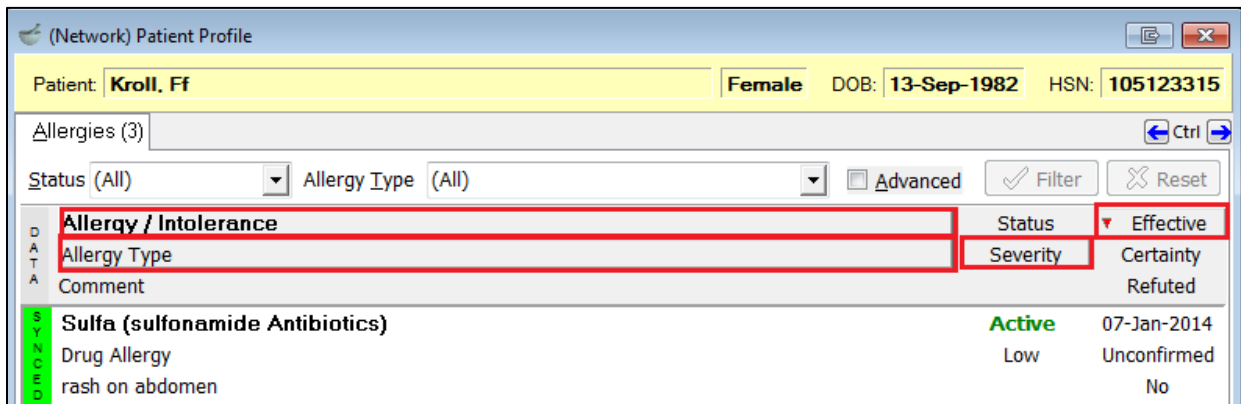 (Network) Patient Profile
Patient: Kroll, Ff Female DOB: 13-Sep-1982 HSN: 105123315
Allergies (3) Ctrl
Status (All) Allergy Type (All) Advanced Filter Reset
DATA
Allergy / Intolerance Status Effective
Allergy Type Severity Certainty
Comment Refuted
SYNCED
Sulfa (sulfonamide Antibiotics) Active 07-Jan-2014
Drug Allergy Low Unconfirmed
rash on abdomen No